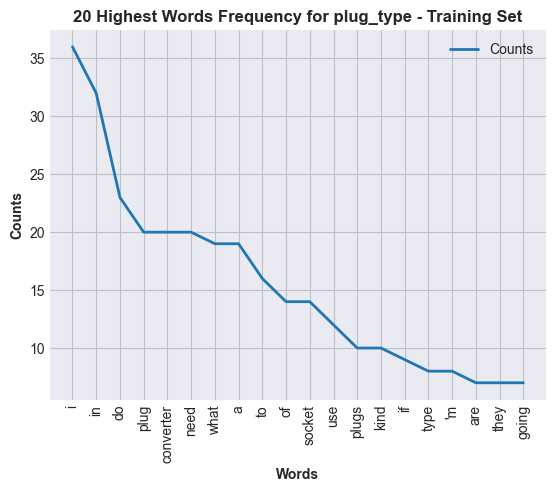 20 Highest Words Frequency for plug_type - Training Set
Counts
35
30
25
20
15
10
Counts
i
in
do
plug
converter
need
what
a
to
of
socket
use
plugs
kind
if
type
'm
are
they
going
Words